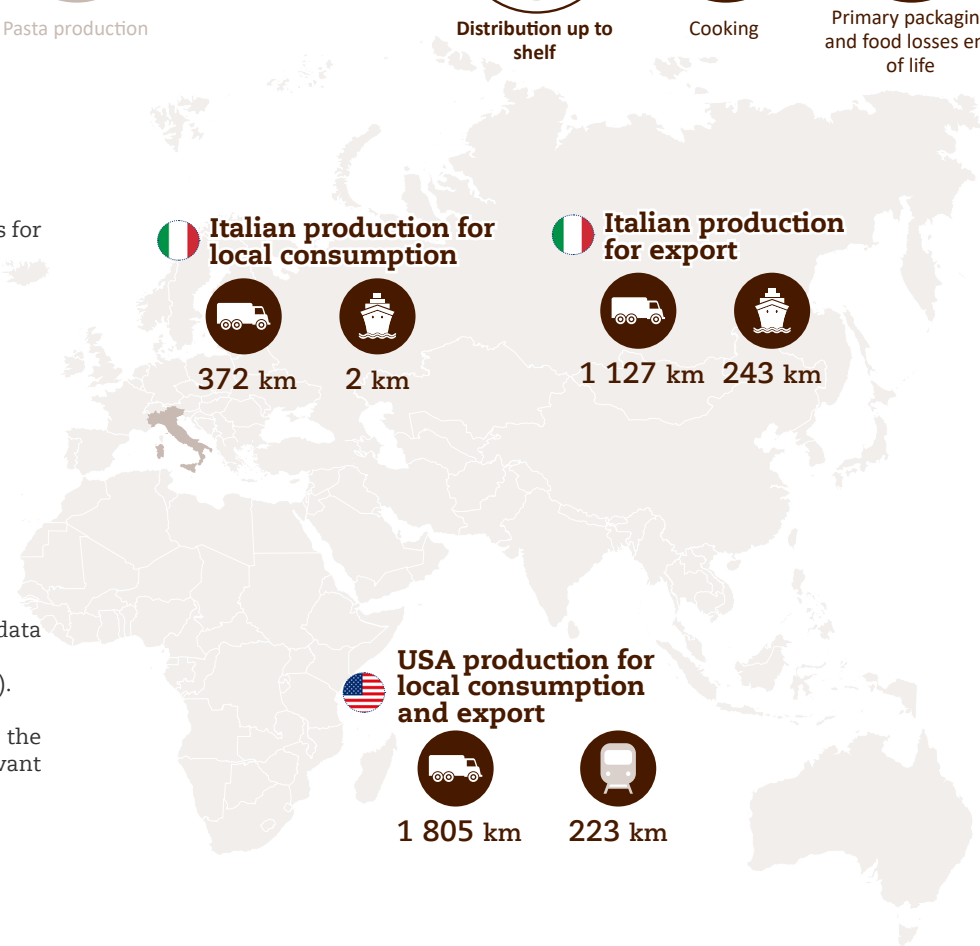 Pasta production
Distribution up to
shelf
Cooking
Primary packagin
and food losses en
of life
s for
Italian production for
local consumption
372 km
2 km
Italian production
for export
1 127 km
243 km
data
).
the
vant
USA production for
local consumption
and export
1 805 km
223 km